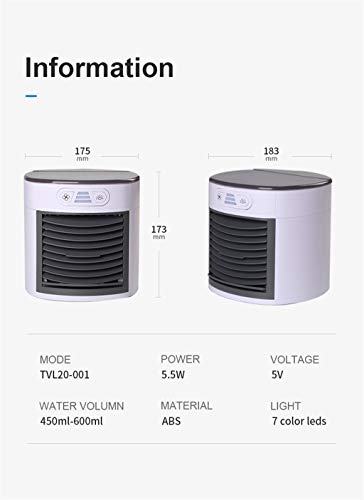 Information
175
mm
183
mm
173
mm
MODE
POWER
VOLTAGE
TVL20-001
5.5W
5V
WATER VOLUMN
MATERIAL
LIGHT
450ml-600ml
ABS
7 color leds